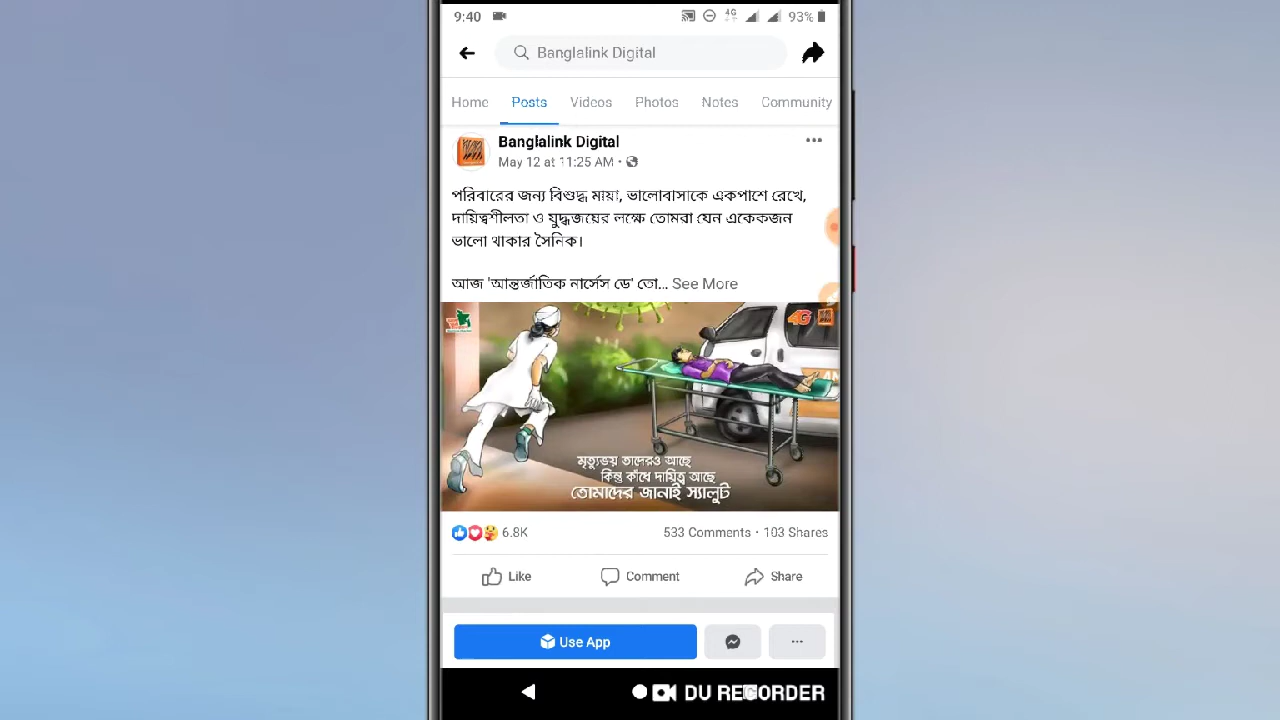 9:40
4G
93%
Banglalink Digital
Home Posts Videos Photos Notes Community
Banglalink Digital
May 12 at 11:25 AM
পরিবারের জন্য বিশুদ্ধ মায়া, ভালোবাসাকে একপাশে রেখে,
দায়িত্বশীলতা ও যুদ্ধজয়ের লক্ষে তোমরা যেন একেকজন
ভালো থাকার সৈনিক।
আজ 'আন্তর্জাতিক নার্সেস ডে' তো... See More
4G
মৃত্যুভয় তাদেরও আছে
কিন্তু কাঁধে দায়িত্ব আছে
তোমাদের জানাই স্যালুট
6.8K 533 Comments · 103 Shares
Like Comment Share
Use App
DU RECORDER